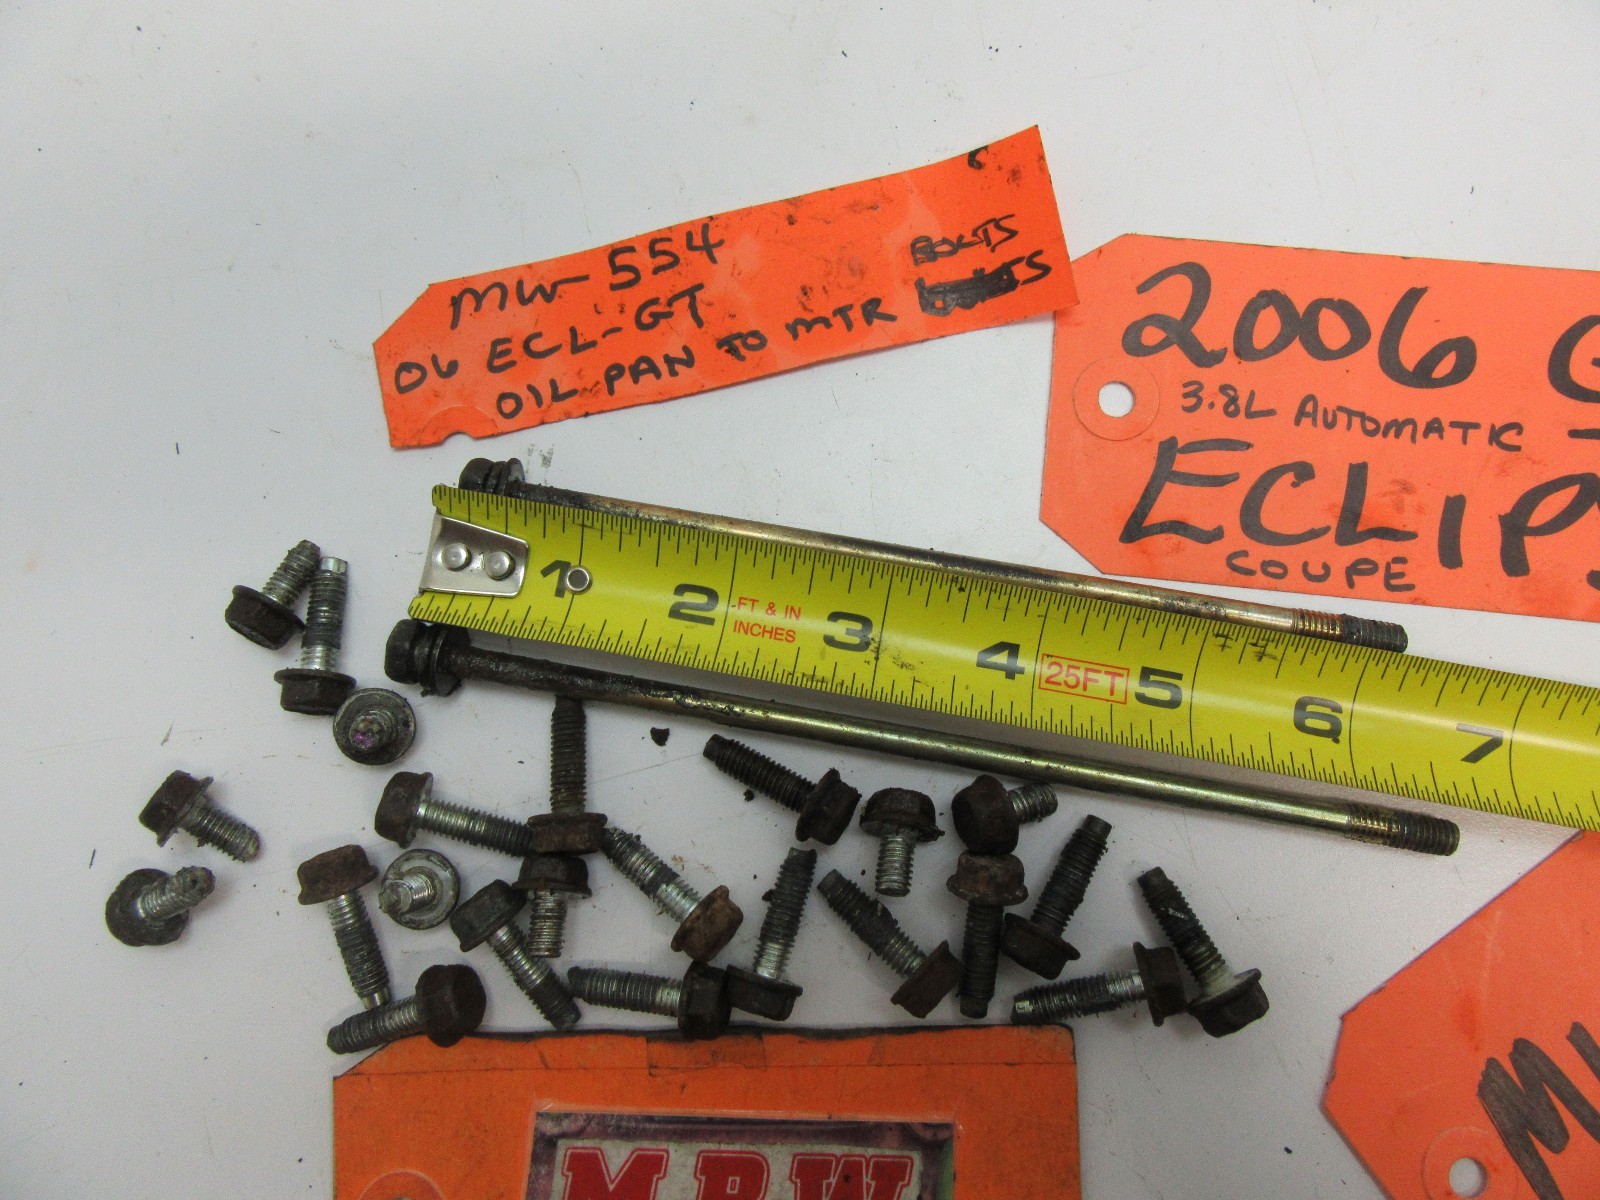 MW-554
06 ECL-GT
OIL PAN TO MTR BOLTS
2006 G
3.8L AUTOMATIC
ECLIPS
COUPE
1 2 3 4 5 6 7
FT & IN
INCHES
25FT
M
MRW